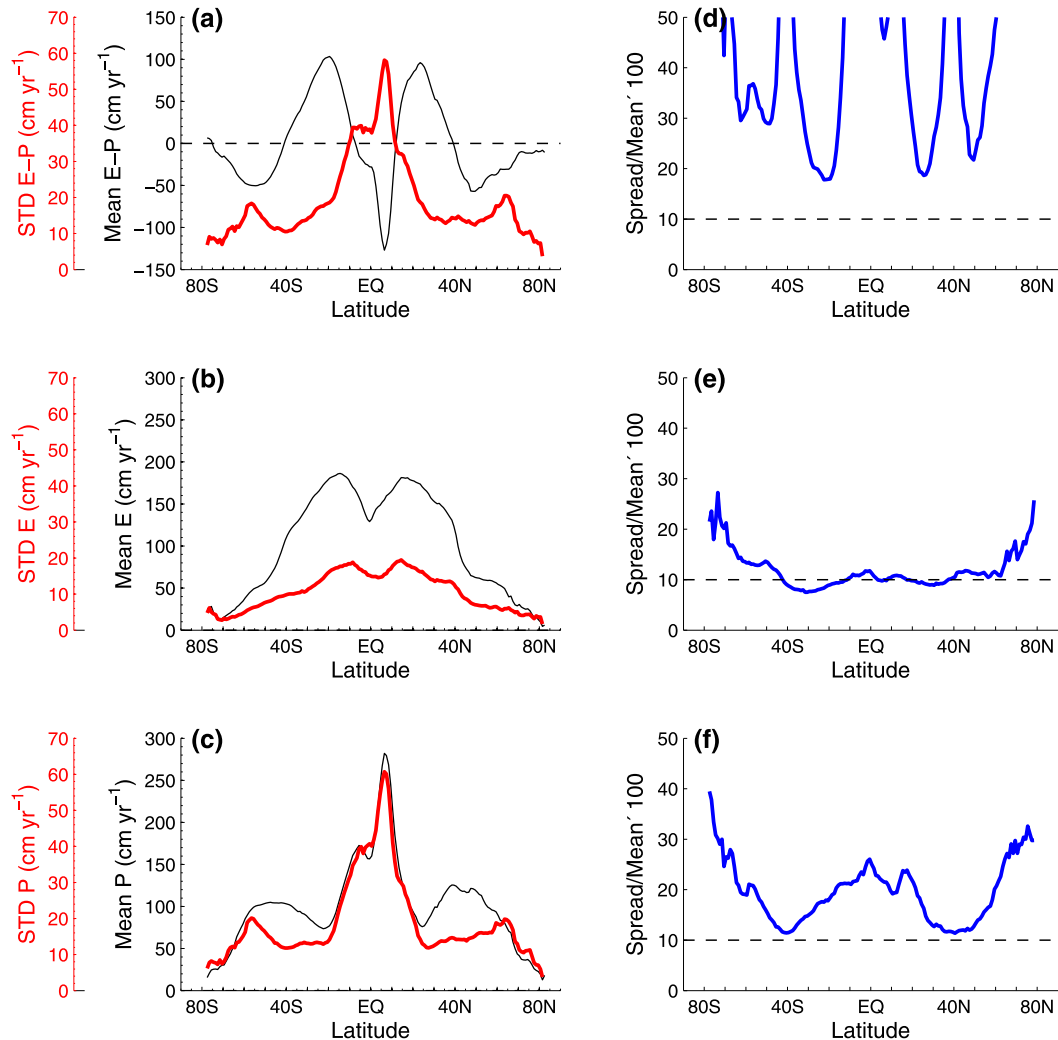 (a)
STD E–P (cm yr⁻¹)
70
60
50
40
30
20
10
0
Mean E–P (cm yr⁻¹)
150
100
50
0
−50
−100
−150
80S 40S EQ 40N 80N
Latitude
(d)
Spread/Mean´ 100
50
40
30
20
10
0
80S 40S EQ 40N 80N
Latitude
(b)
STD E (cm yr⁻¹)
70
60
50
40
30
20
10
0
Mean E (cm yr⁻¹)
300
250
200
150
100
50
0
80S 40S EQ 40N 80N
Latitude
(e)
Spread/Mean´ 100
50
40
30
20
10
0
80S 40S EQ 40N 80N
Latitude
(c)
STD P (cm yr⁻¹)
70
60
50
40
30
20
10
0
Mean P (cm yr⁻¹)
300
250
200
150
100
50
0
80S 40S EQ 40N 80N
Latitude
(f)
Spread/Mean´ 100
50
40
30
20
10
0
80S 40S EQ 40N 80N
Latitude